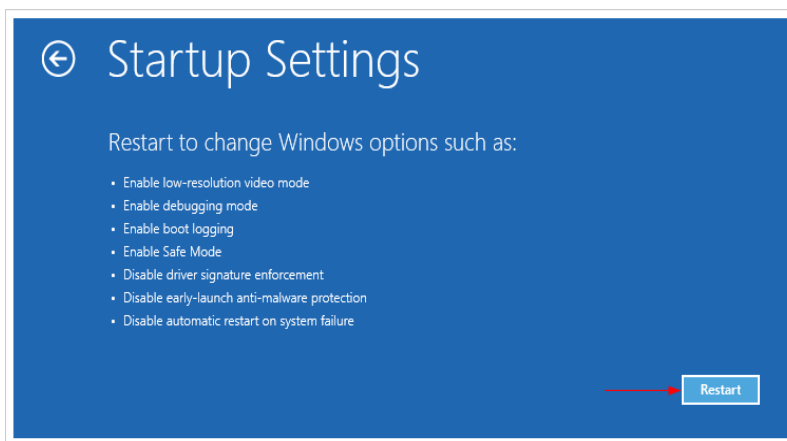 Startup Settings
Restart to change Windows options such as:
• Enable low-resolution video mode
• Enable debugging mode
• Enable boot logging
• Enable Safe Mode
• Disable driver signature enforcement
• Disable early-launch anti-malware protection
• Disable automatic restart on system failure
Restart